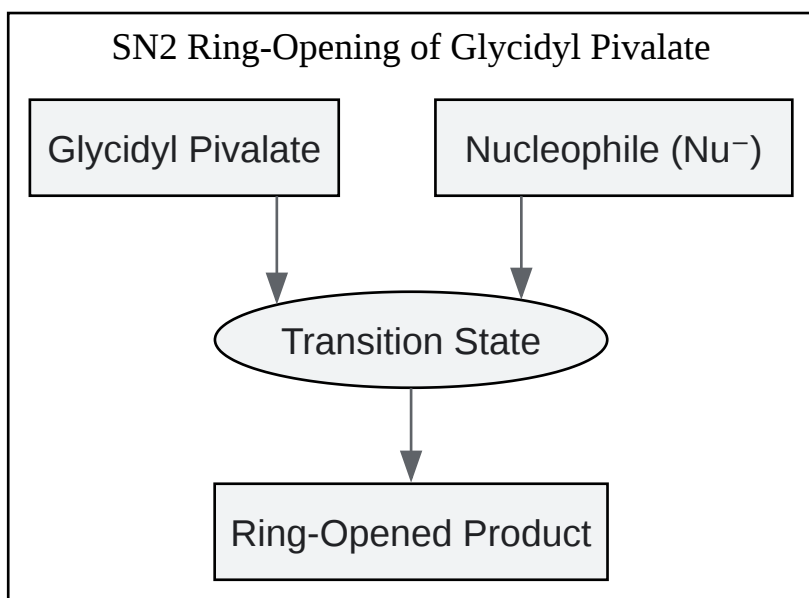 SN2 Ring-Opening of Glycidyl Pivalate
Glycidyl Pivalate
Nucleophile (Nu⁻)
Transition State
Ring-Opened Product